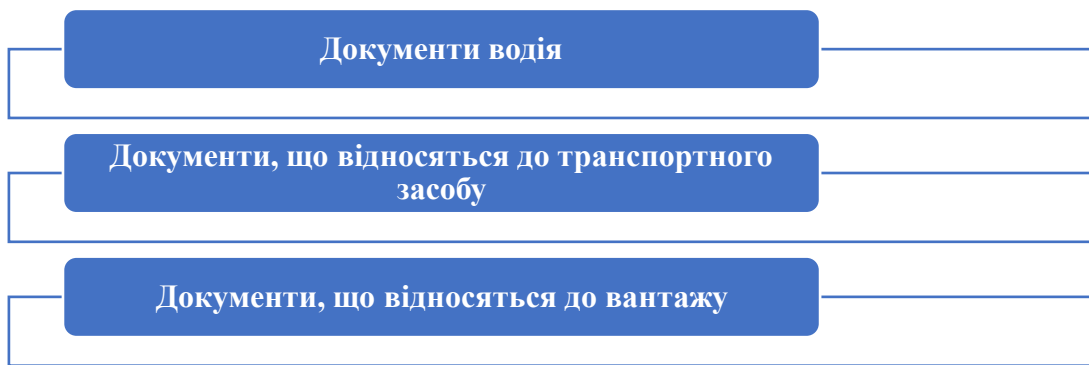 Документи водія
Документи, що відносяться до транспортного
засобу
Документи, що відносяться до вантажу